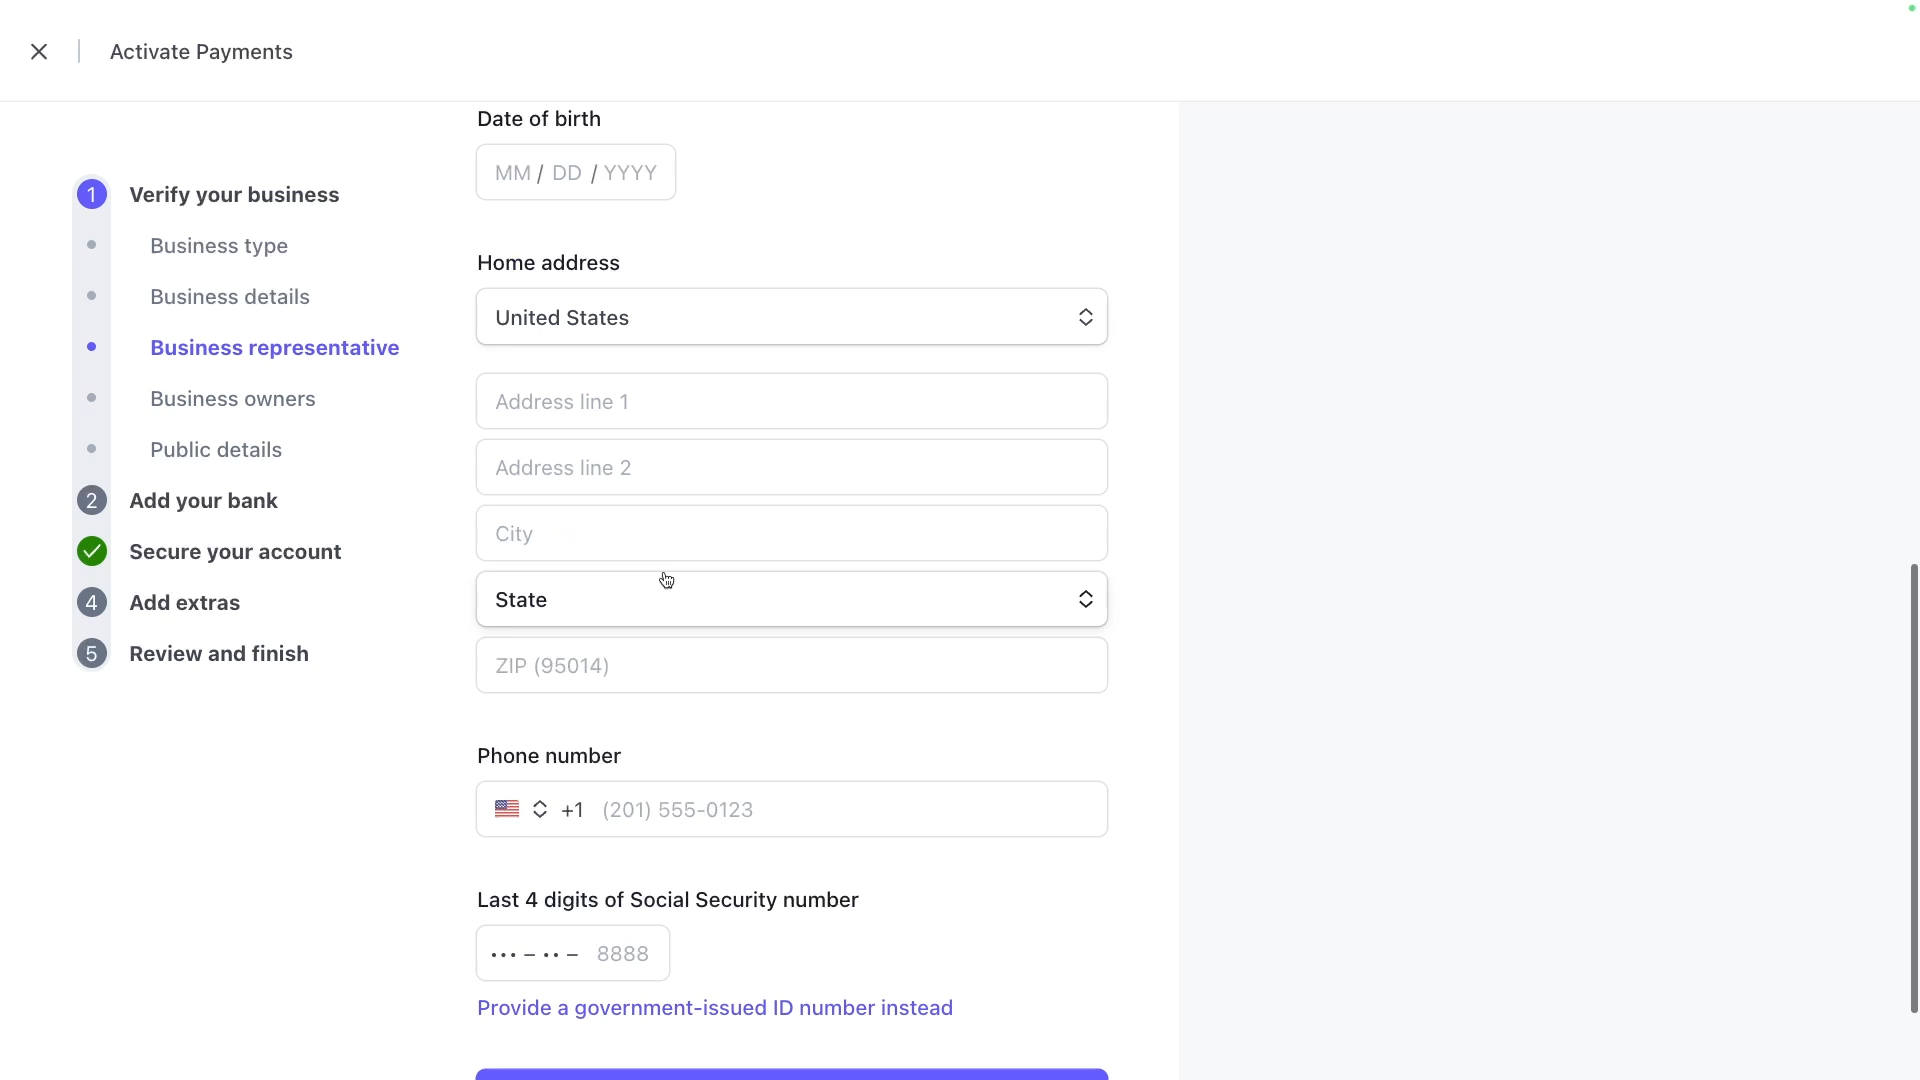 Activate Payments
1 Verify your business
Business type
Business details
Business representative
Business owners
Public details
2 Add your bank
Secure your account
4 Add extras
5 Review and finish
Date of birth
MM / DD / YYYY
Home address
United States
Address line 1
Address line 2
City
State
ZIP (95014)
Phone number
+1 (201) 555-0123
Last 4 digits of Social Security number
••• – •• – 8888
Provide a government-issued ID number instead